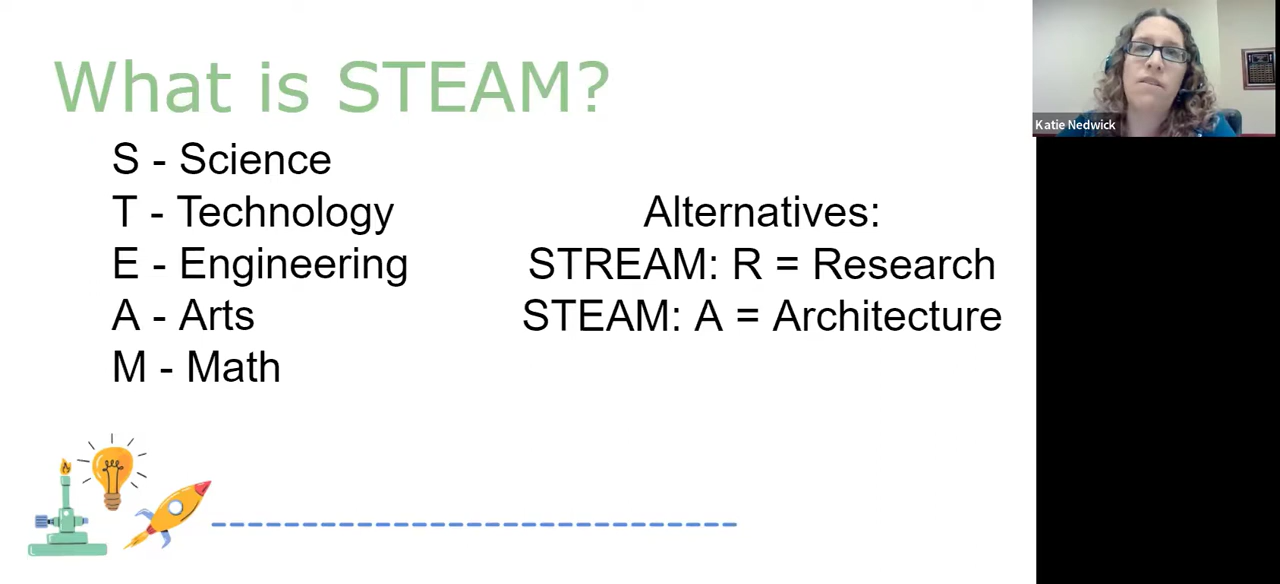 What is STEAM?
S - Science
T - Technology
E - Engineering
A - Arts
M - Math
Alternatives:
STREAM: R = Research
STEAM: A = Architecture
Katie Nedwick